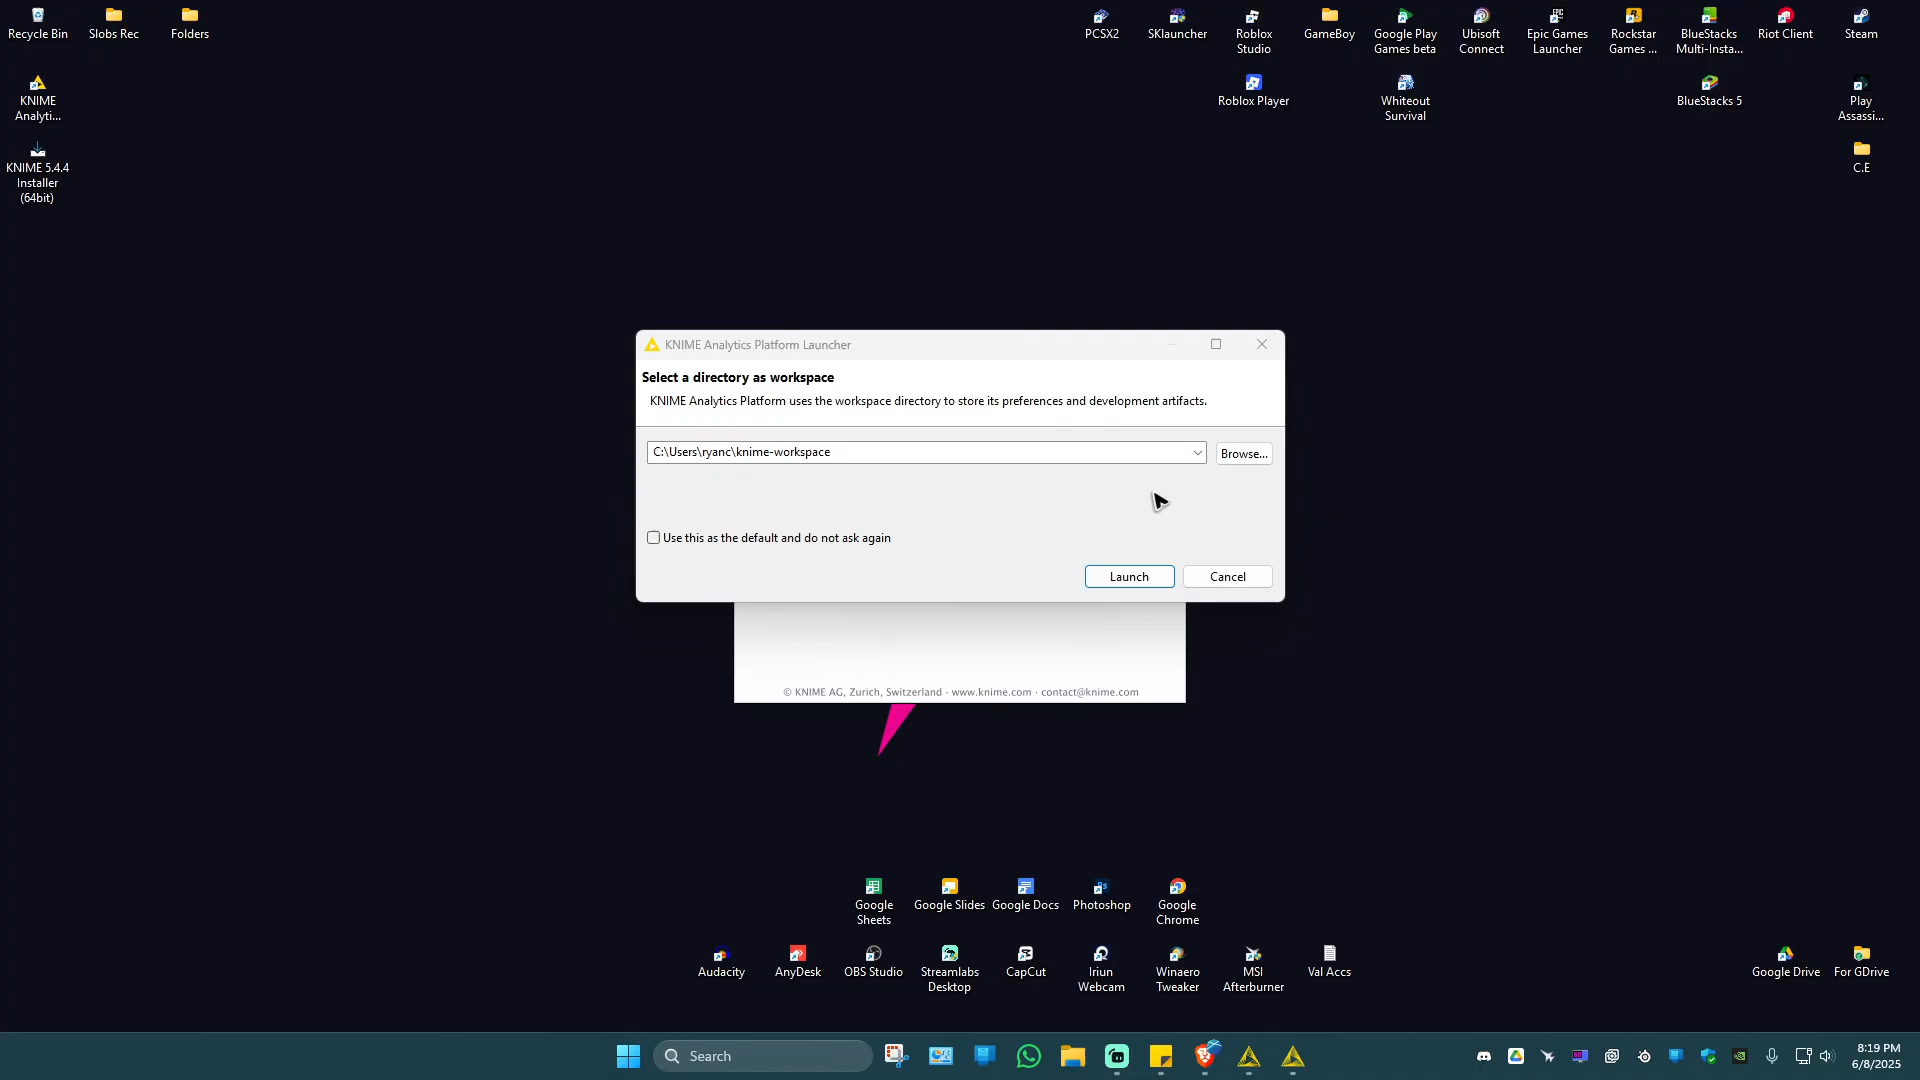 Recycle Bin
Slobs Rec
Folders
PCSX2
SKlauncher
Roblox
Studio
GameBoy
Google Play
Games beta
Ubisoft
Connect
Epic Games
Launcher
Rockstar
Games ...
BlueStacks
Multi-Insta...
Riot Client
Steam
KNIME
Analyti...
Roblox Player
Whiteout
Survival
BlueStacks 5
Play
Assassi...
KNIME 5.4.4
Installer
(64bit)
C.E
KNIME Analytics Platform Launcher
Select a directory as workspace
KNIME Analytics Platform uses the workspace directory to store its preferences and development artifacts.
C:\Users\ryanc\knime-workspace
Browse...
Use this as the default and do not ask again
Launch
Cancel
© KNIME AG, Zurich, Switzerland - www.knime.com - contact@knime.com
Google
Sheets
Google Slides
Google Docs
Photoshop
Google
Chrome
Audacity
AnyDesk
OBS Studio
Streamlabs
Desktop
CapCut
Iriun
Webcam
Winaero
Tweaker
MSI
Afterburner
Val Accs
Google Drive
For GDrive
Search
8:19 PM
6/8/2025